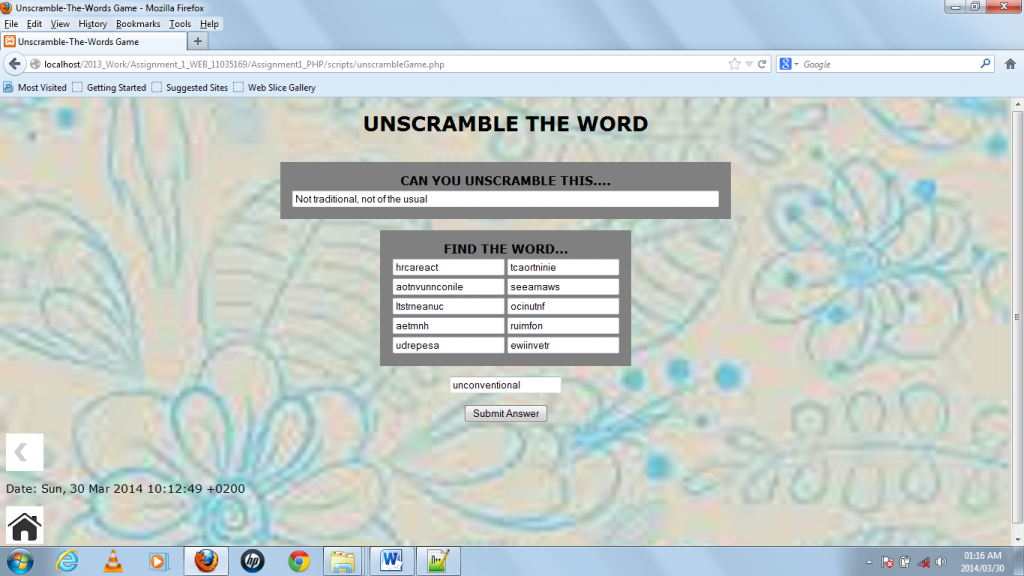 Unscramble-The-Words Game - Mozilla Firefox
File Edit View History Bookmarks Tools Help
Unscramble-The-Words Game +
localhost/2013_Work/Assignment_1_WEB_11035169/Assignment1_PHP/scripts/unscrambleGame.php
Google
Most Visited Getting Started Suggested Sites Web Slice Gallery
UNSCRAMBLE THE WORD
CAN YOU UNSCRAMBLE THIS....
Not traditional, not of the usual
FIND THE WORD...
hrcareact tcaortninie
aotnvunnconile seearnaws
ltstrneanuc ocinutnf
aetmnh ruimfon
udrepesa ewiinvetr
unconventional
Submit Answer
Date: Sun, 30 Mar 2014 10:12:49 +0200
01:16 AM
2014/03/30